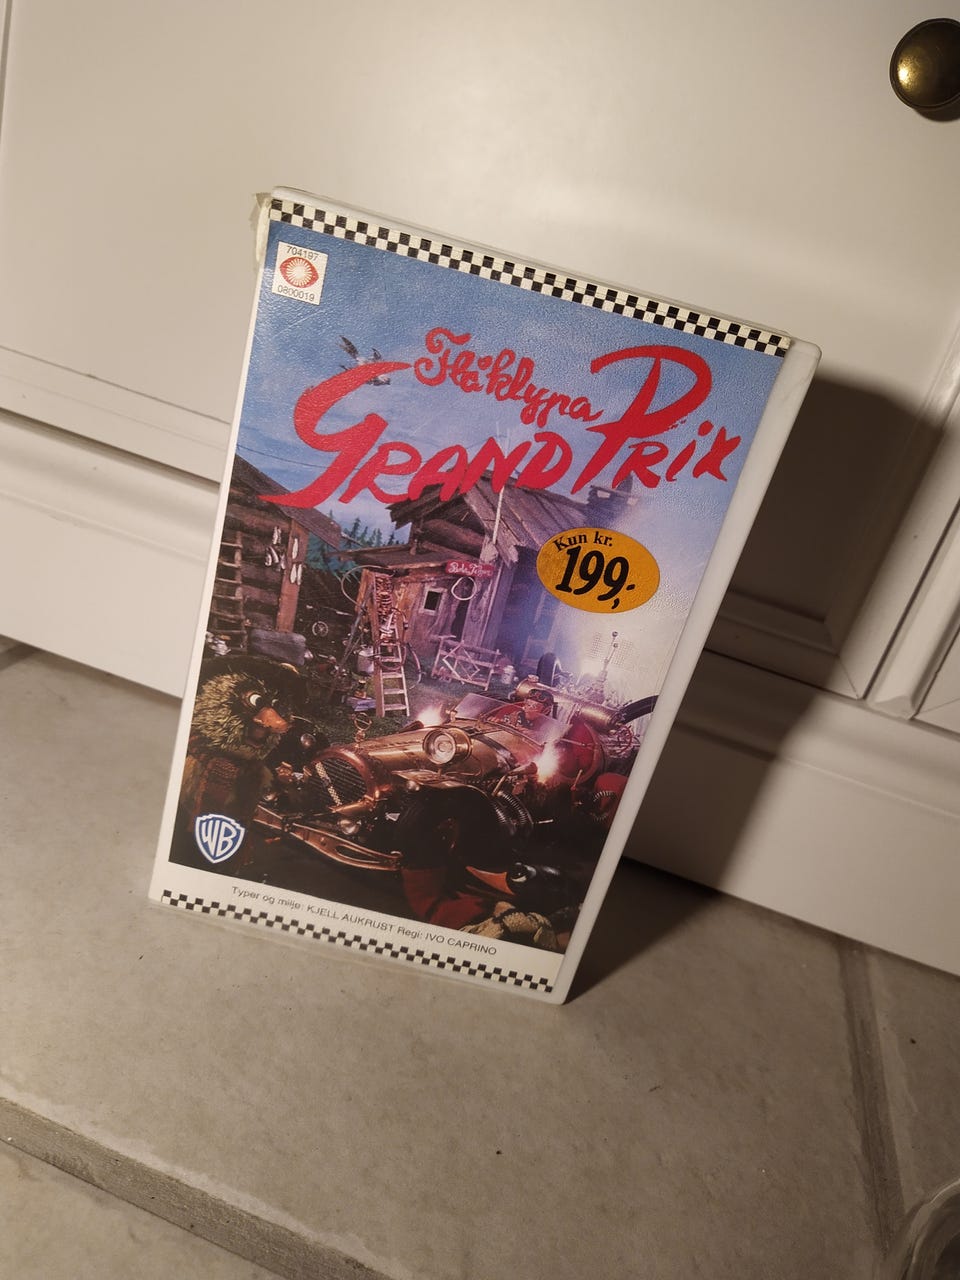 704197
0800019
Flåklypa
GRAND PRIX
Kun kr.
199,-
WB
Typer og miljø: KJELL AUKRUST Regi: IVO CAPRINO